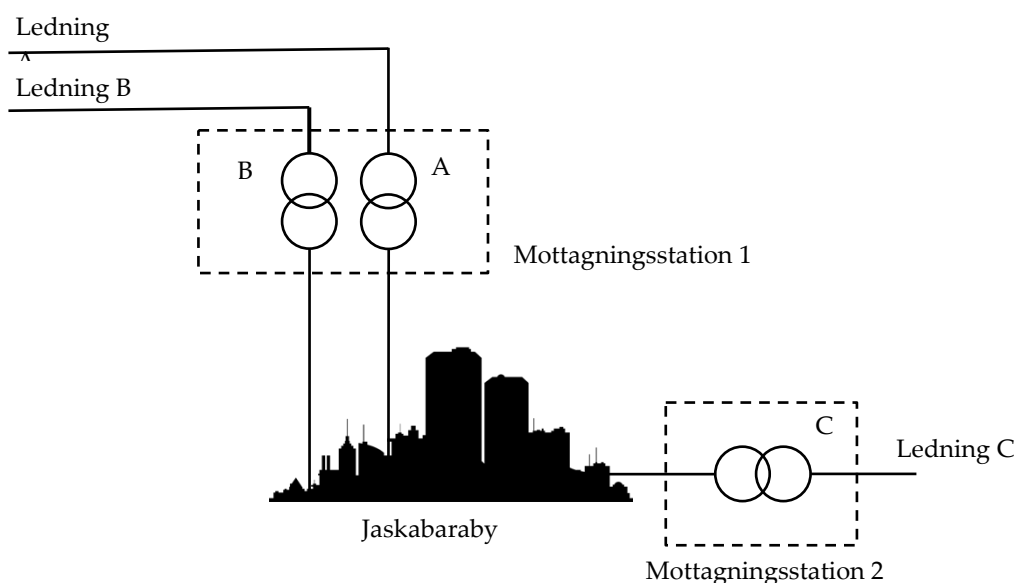 Ledning
Ledning B
B
A
Mottagningsstation 1
C
Ledning C
Jaskabaraby
Mottagningsstation 2